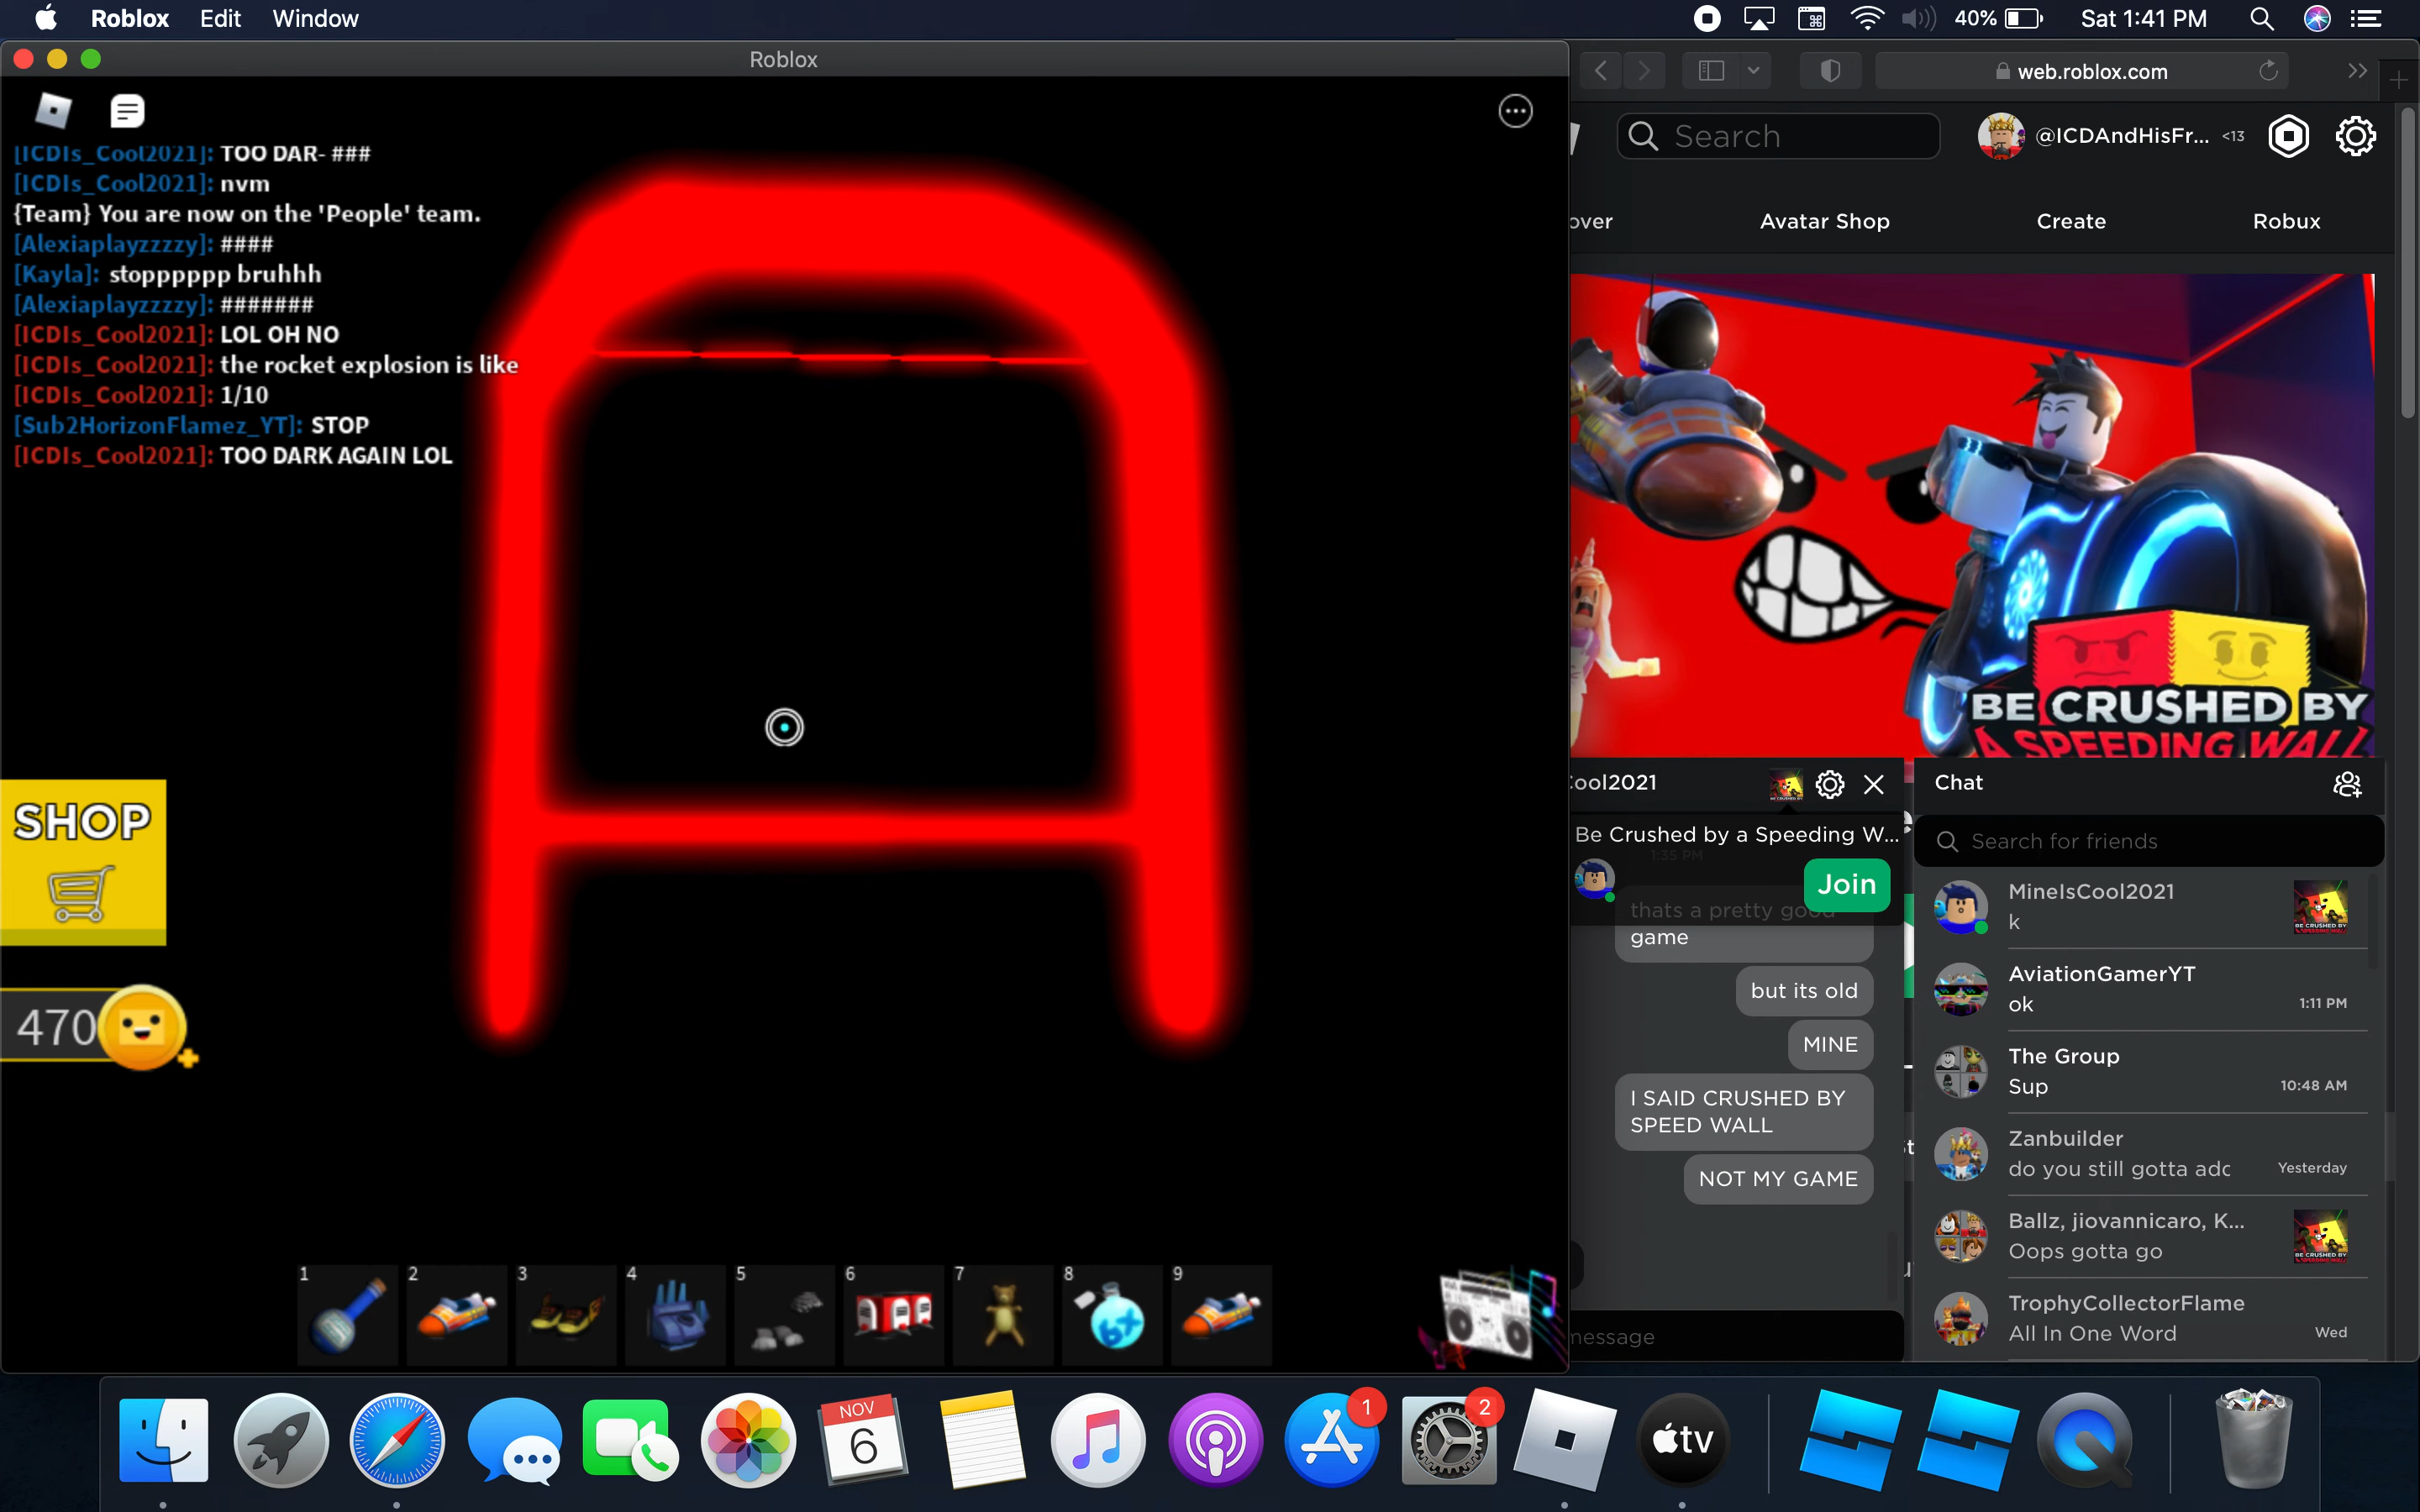 Roblox Edit Window 40% Sat 1:41 PM
Roblox
web.roblox.com
[ICDIs_Cool2021]: TOO DAR- ###
[ICDIs_Cool2021]: nvm
{Team} You are now on the 'People' team.
[Alexiaplayzzzzy]: ####
[Kayla]: stopppppp bruhhh
[Alexiaplayzzzzy]: #######
[ICDIs_Cool2021]: LOL OH NO
[ICDIs_Cool2021]: the rocket explosion is like
[ICDIs_Cool2021]: 1/10
[Sub2HorizonFlamez_YT]: STOP
[ICDIs_Cool2021]: TOO DARK AGAIN LOL
SHOP
470
1 2 3 4 5 6 7 8 9
6x
Search
@ICDAndHisFr... <13
over Avatar Shop Create Robux
BE CRUSHED BY
A SPEEDING WALL
Cool2021
Be Crushed by a Speeding W...
1:35 PM
Join
thats a pretty good
game
but its old
MINE
I SAID CRUSHED BY
SPEED WALL
NOT MY GAME
message
Chat
Search for friends
MineIsCool2021
k
AviationGamerYT
ok 1:11 PM
The Group
Sup 10:48 AM
Zanbuilder
do you still gotta add Yesterday
Ballz, jiovannicaro, K...
Oops gotta go
TrophyCollectorFlame
All In One Word Wed
NOV
6
1
2
tv